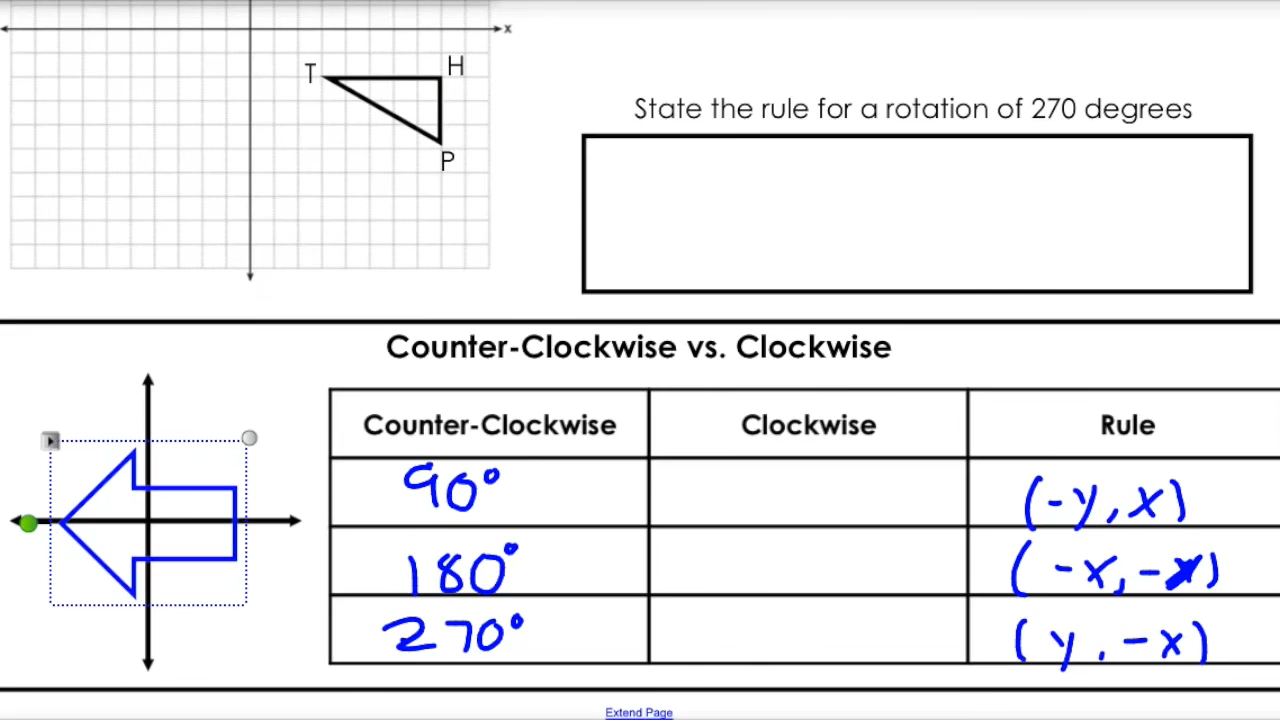 x
T
H
P
State the rule for a rotation of 270 degrees
Counter-Clockwise vs. Clockwise
Counter-Clockwise Clockwise Rule
90° (-y, x)
180° (-x, -y)
270° (y, -x)
Extend Page